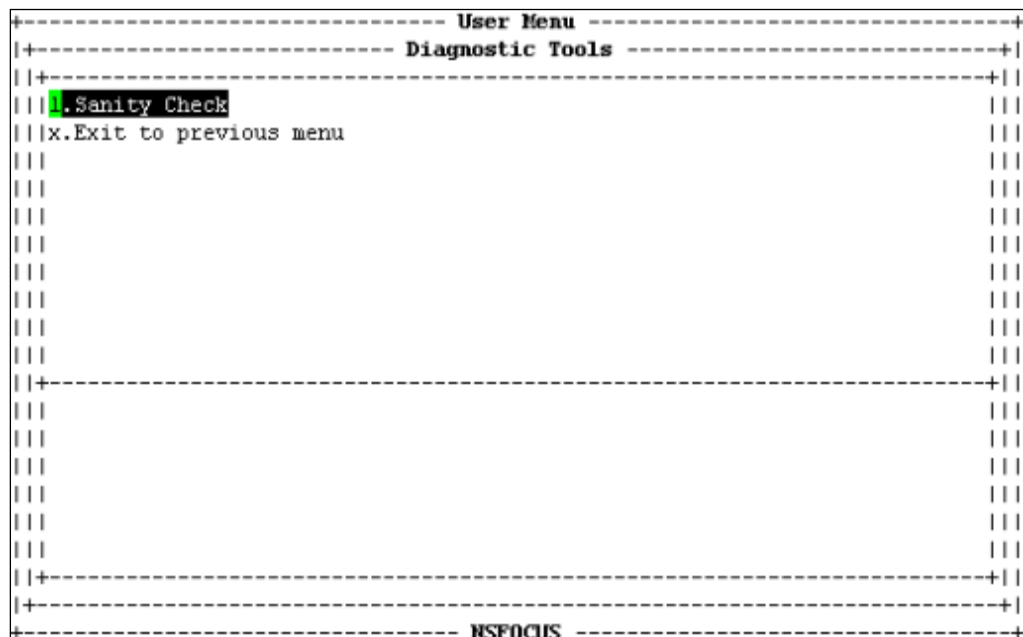 User Menu
Diagnostic Tools
1.Sanity Check
x.Exit to previous menu
NSFOCUS